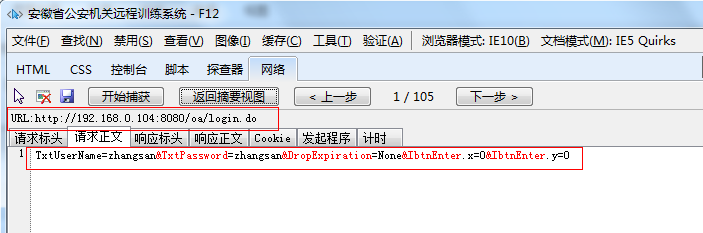 安徽省公安机关远程训练系统 - F12
文件(F) 查找(N) 禁用(S) 查看(V) 图像(I) 缓存(C) 工具(T) 验证(A) 浏览器模式: IE10(B) 文档模式(M): IE5 Quirks
HTML CSS 控制台 脚本 探查器 网络
开始捕获 返回摘要视图 < 上一步 1 / 105 下一步 >
URL:http://192.168.0.104:8080/oa/login.do
请求标头 请求正文 响应标头 响应正文 Cookie 发起程序 计时
1 TxtUserName=zhangsan&TxtPassword=zhangsan&DropExpiration=None&IbtnEnter.x=0&IbtnEnter.y=0